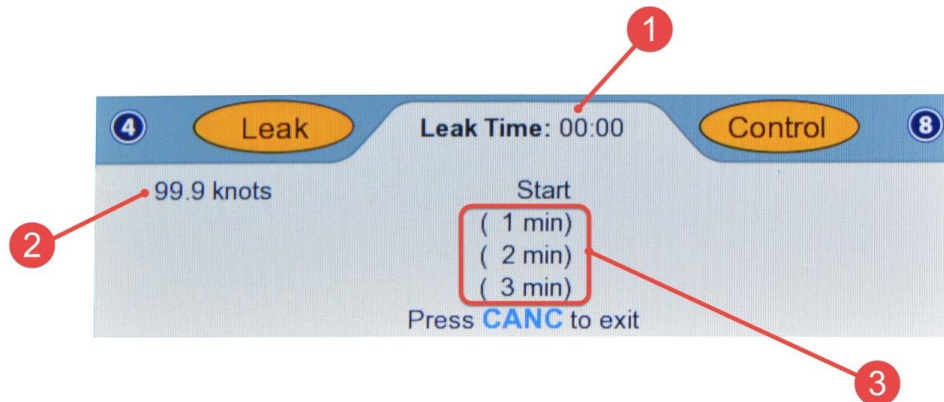 1
4 Leak Leak Time: 00:00 Control 8
99.9 knots Start
2
( 1 min)
( 2 min)
( 3 min)
Press CANC to exit
3